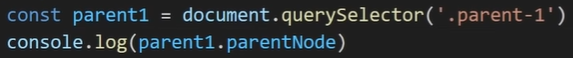 const parent1 = document.querySelector('.parent-1')
console.log(parent1.parentNode)